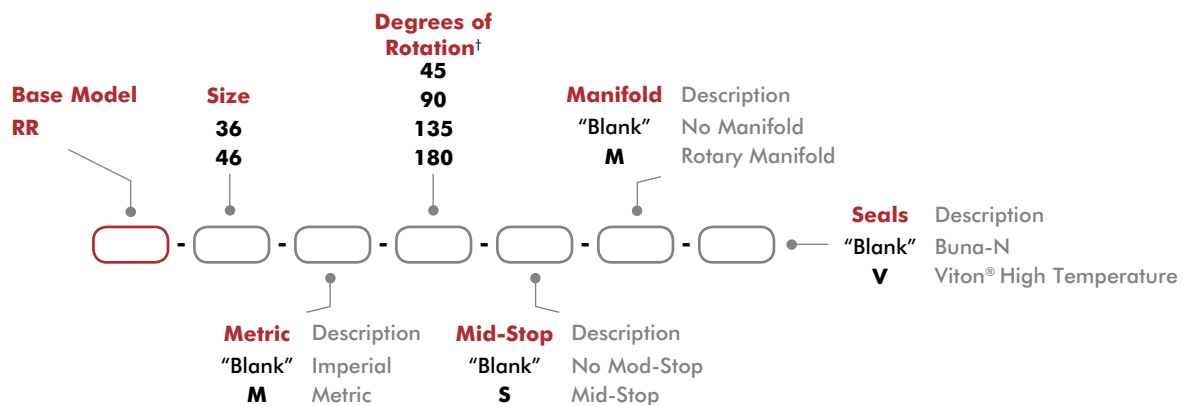 Degrees of
Rotation†
45
90
135
180
Base Model
RR
Size
36
46
Manifold Description
“Blank” No Manifold
M Rotary Manifold
- - - - - -
Seals Description
“Blank” Buna-N
V Viton® High Temperature
Metric Description
“Blank” Imperial
M Metric
Mid-Stop Description
“Blank” No Mod-Stop
S Mid-Stop